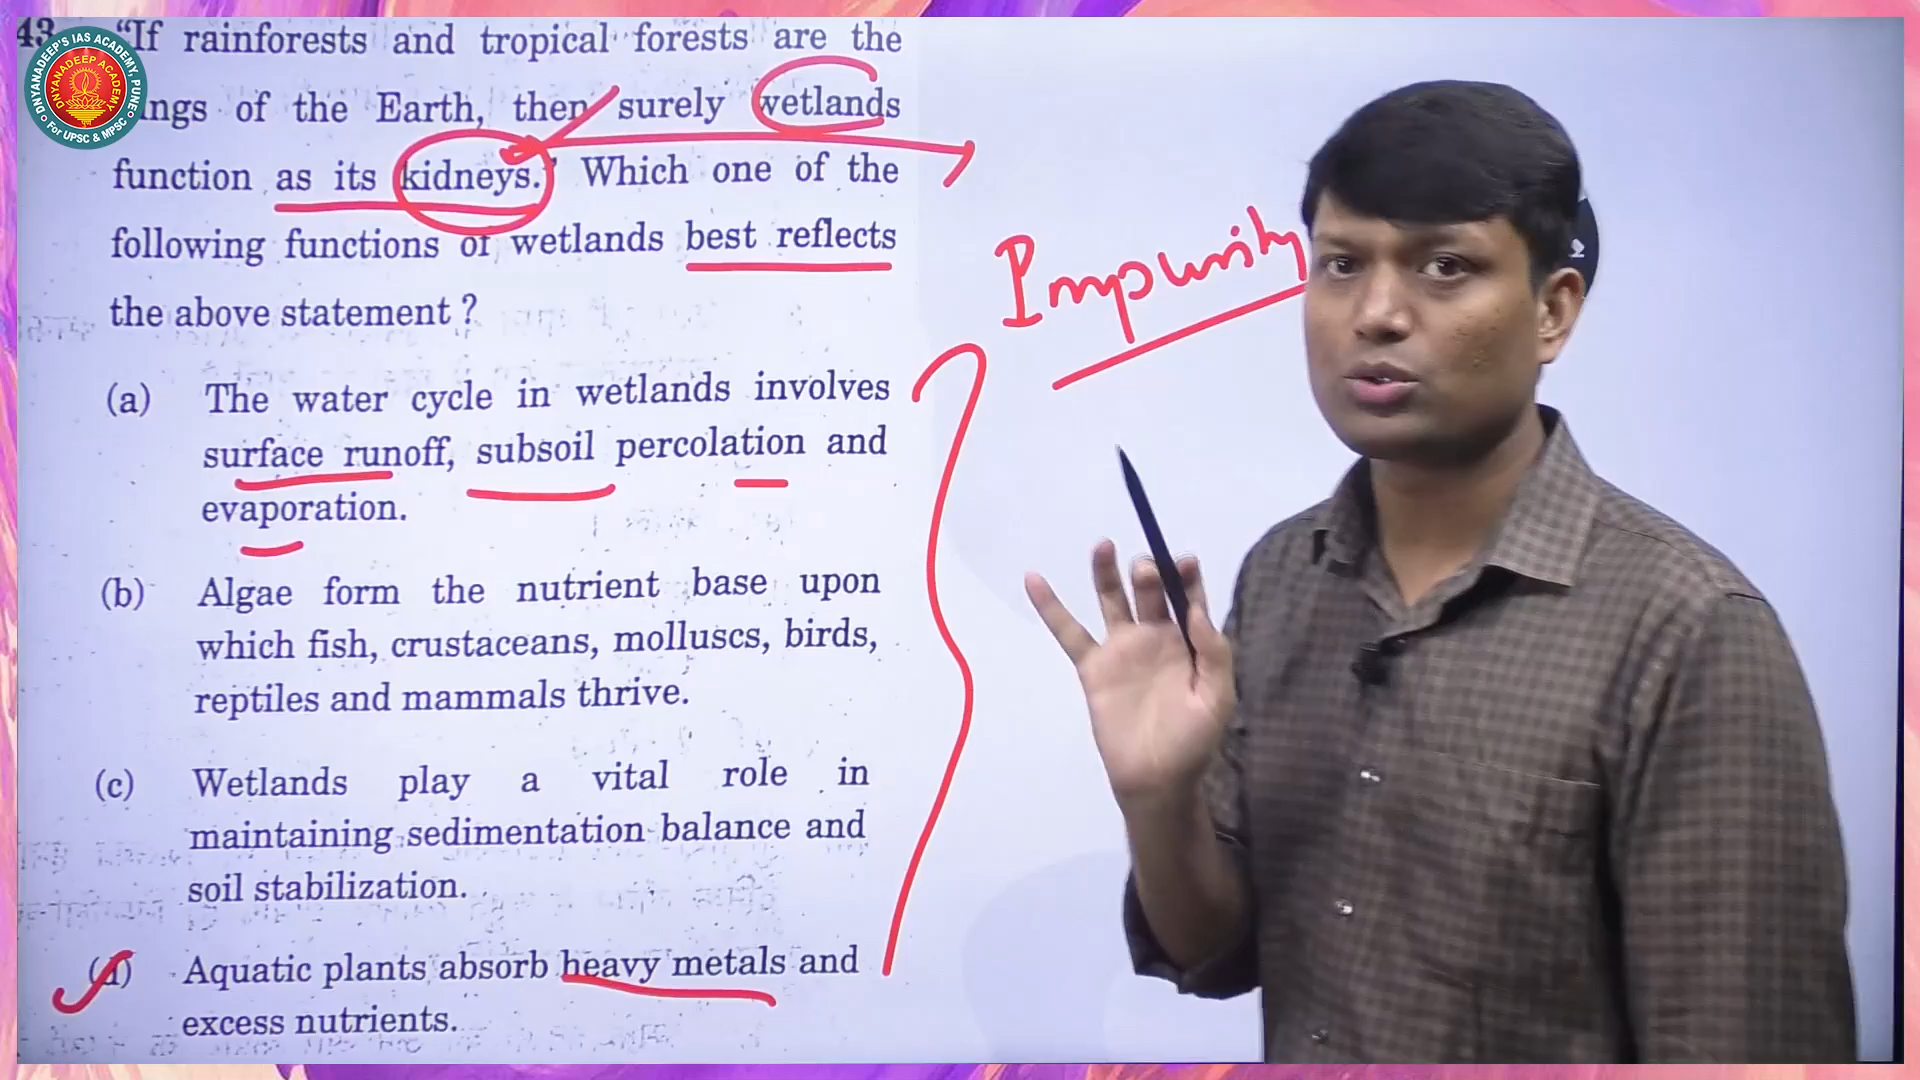 43. "If rainforests and tropical forests are the
DNYANADEEP'S IAS ACADEMY, PUNE
DNYANADEEP ACADEMY
For UPSC & MPSC
of the Earth, then surely wetlands
function as its kidneys." Which one of the
following functions of wetlands best reflects
the above statement ?
Impurity
(a) The water cycle in wetlands involves
surface runoff, subsoil percolation and
evaporation.
(b) Algae form the nutrient base upon
which fish, crustaceans, molluscs, birds,
reptiles and mammals thrive.
(c) Wetlands play a vital role in
maintaining sedimentation balance and
soil stabilization.
(d) Aquatic plants absorb heavy metals and
excess nutrients.